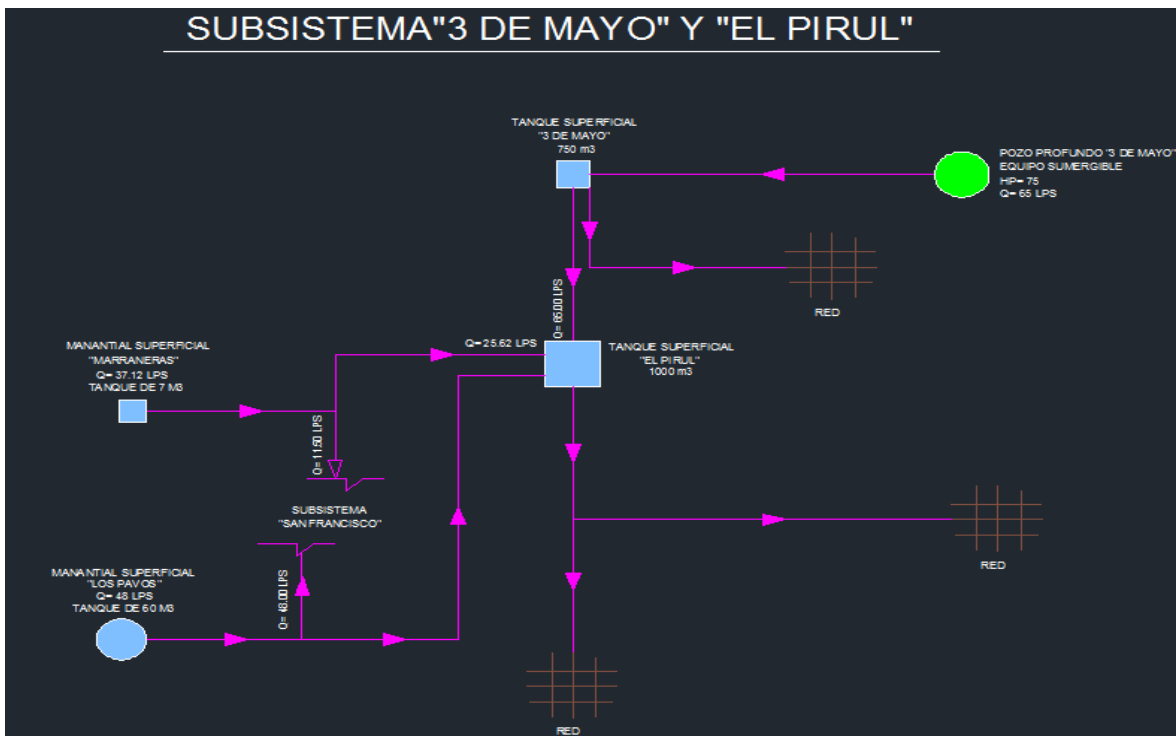 SUBSISTEMA"3 DE MAYO" Y "EL PIRUL"
TANQUE SUPERFICIAL
"3 DE MAYO"
750 m3
POZO PROFUNDO "3 DE MAYO"
EQUIPO SUMERGIBLE
HP= 75
Q= 65 LPS
RED
Q= 65.00 LPS
MANANTIAL SUPERFICIAL
"MARRANERAS"
Q= 37.12 LPS
TANQUE DE 7 M3
Q= 25.62 LPS
TANQUE SUPERFICIAL
"EL PIRUL"
1000 m3
Q= 11.50 LPS
SUBSISTEMA
"SAN FRANCISCO"
MANANTIAL SUPERFICIAL
"LOS PAVOS"
Q= 48 LPS
TANQUE DE 60 M3
Q= 48.00 LPS
RED
RED